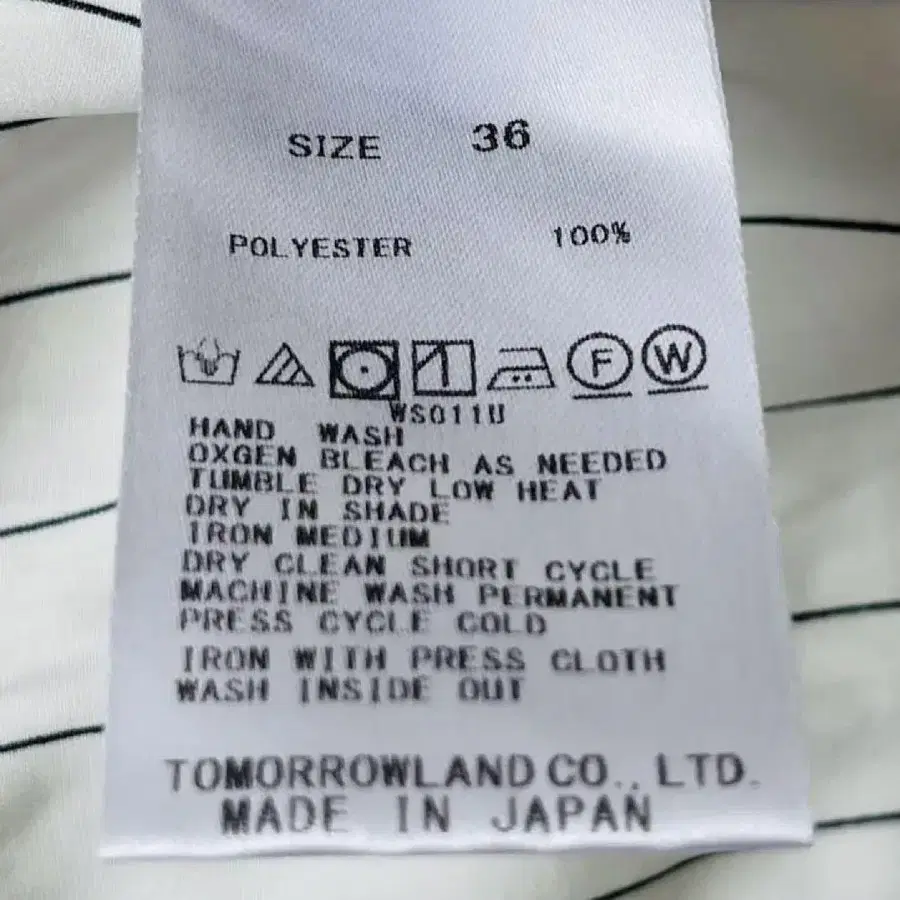 SIZE 36
POLYESTER 100%
F W
WS011U
HAND WASH
OXGEN BLEACH AS NEEDED
TUMBLE DRY LOW HEAT
DRY IN SHADE
IRON MEDIUM
DRY CLEAN SHORT CYCLE
MACHINE WASH PERMANENT
PRESS CYCLE COLD
IRON WITH PRESS CLOTH
WASH INSIDE OUT
TOMORROWLAND CO., LTD.
MADE IN JAPAN